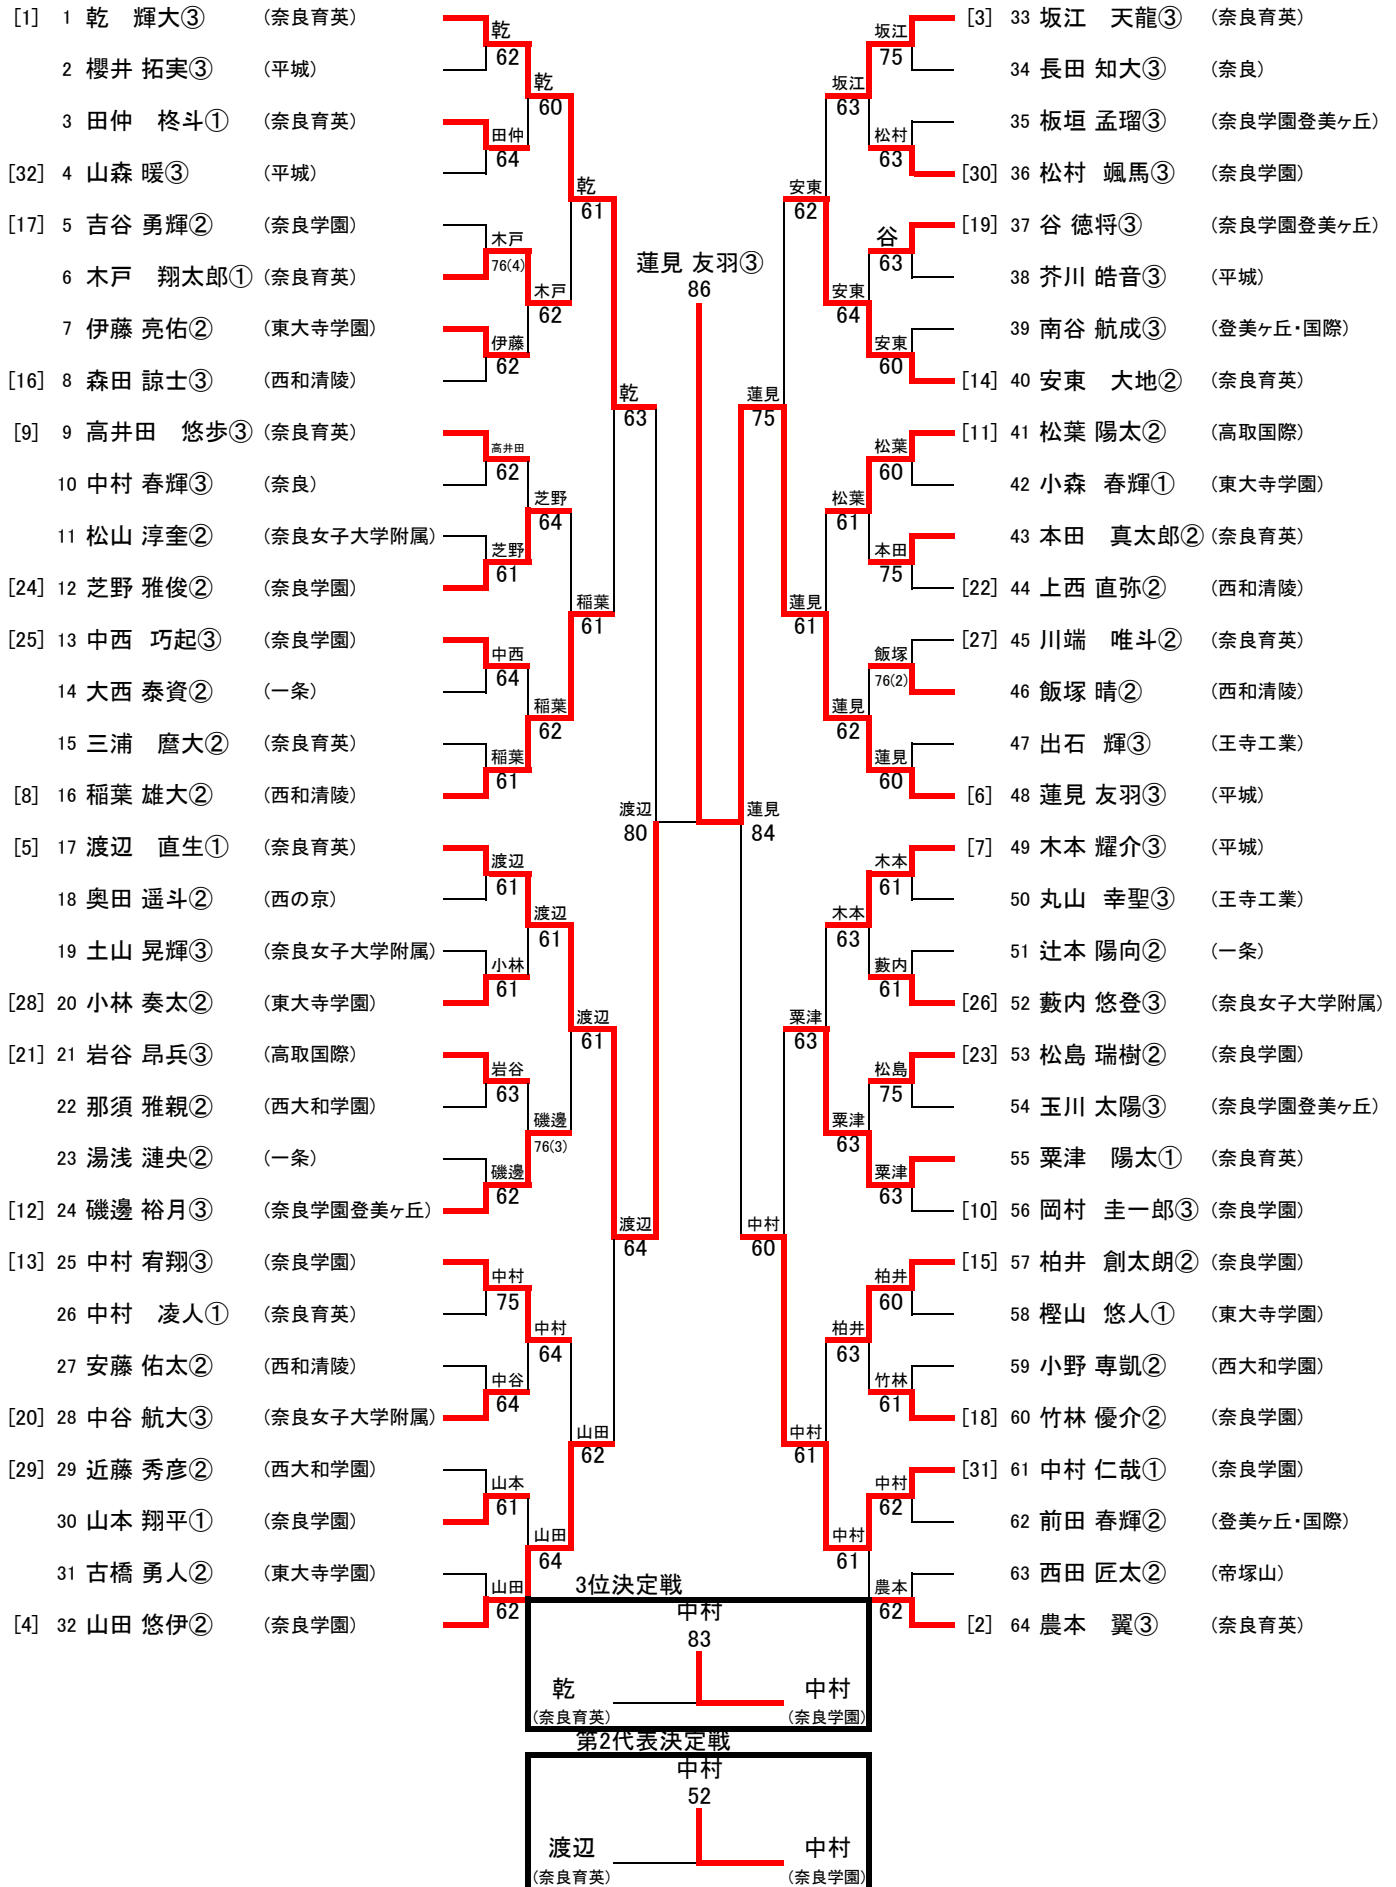 [1] 1 乾　輝大③ (奈良育英)
2 櫻井 拓実③ (平城)
3 田仲　柊斗① (奈良育英)
[32] 4 山森 暖③ (平城)
[17] 5 吉谷 勇輝② (奈良学園)
6 木戸　翔太郎① (奈良育英)
7 伊藤 亮佑② (東大寺学園)
[16] 8 森田 諒士③ (西和清陵)
[9] 9 高井田　悠歩③ (奈良育英)
10 中村 春輝③ (奈良)
11 松山 淳奎② (奈良女子大学附属)
[24] 12 芝野 雅俊② (奈良学園)
[25] 13 中西　巧起③ (奈良学園)
14 大西 泰資② (一条)
15 三浦　麿大② (奈良育英)
[8] 16 稲葉 雄大② (西和清陵)
[5] 17 渡辺　直生① (奈良育英)
18 奥田 遥斗② (西の京)
19 土山 晃輝③ (奈良女子大学附属)
[28] 20 小林 奏太② (東大寺学園)
[21] 21 岩谷 昂兵③ (高取国際)
22 那須 雅親② (西大和学園)
23 湯浅 漣央② (一条)
[12] 24 磯邊 裕月③ (奈良学園登美ヶ丘)
[13] 25 中村 宥翔③ (奈良学園)
26 中村　凌人① (奈良育英)
27 安藤 佑太② (西和清陵)
[20] 28 中谷 航大③ (奈良女子大学附属)
[29] 29 近藤 秀彦② (西大和学園)
30 山本 翔平① (奈良学園)
31 古橋 勇人② (東大寺学園)
[4] 32 山田 悠伊② (奈良学園)
乾
62
田仲
64
木戸
76(4)
伊藤
62
高井田
62
芝野
61
中西
64
稲葉
61
渡辺
61
小林
61
岩谷
63
磯邊
62
中村
75
中谷
64
山本
61
山田
62
乾
60
木戸
62
芝野
64
稲葉
62
渡辺
61
磯邊
76(3)
中村
64
山田
64
乾
61
稲葉
61
渡辺
61
山田
62
乾
63
渡辺
64
渡辺
80
蓮見 友羽③
86
蓮見
84
蓮見
75
中村
60
安東
62
蓮見
61
粟津
63
中村
61
坂江
63
安東
64
松葉
61
蓮見
62
木本
63
粟津
63
柏井
63
中村
61
坂江
75
松村
63
谷
63
安東
60
松葉
60
本田
75
飯塚
76(2)
蓮見
60
木本
61
藪内
61
松島
75
粟津
63
柏井
60
竹林
61
中村
62
農本
62
[3] 33 坂江　天龍③ (奈良育英)
34 長田 知大③ (奈良)
35 板垣 孟瑠③ (奈良学園登美ヶ丘)
[30] 36 松村　颯馬③ (奈良学園)
[19] 37 谷 徳将③ (奈良学園登美ヶ丘)
38 芥川 皓音③ (平城)
39 南谷 航成③ (登美ヶ丘・国際)
[14] 40 安東　大地② (奈良育英)
[11] 41 松葉 陽太② (高取国際)
42 小森　春輝① (東大寺学園)
43 本田　真太郎② (奈良育英)
[22] 44 上西 直弥② (西和清陵)
[27] 45 川端　唯斗② (奈良育英)
46 飯塚 晴② (西和清陵)
47 出石　輝③ (王寺工業)
[6] 48 蓮見 友羽③ (平城)
[7] 49 木本 耀介③ (平城)
50 丸山　幸聖③ (王寺工業)
51 辻本 陽向② (一条)
[26] 52 藪内 悠登③ (奈良女子大学附属)
[23] 53 松島 瑞樹② (奈良学園)
54 玉川 太陽③ (奈良学園登美ヶ丘)
55 粟津　陽太① (奈良育英)
[10] 56 岡村　圭一郎③ (奈良学園)
[15] 57 柏井　創太朗② (奈良学園)
58 樫山　悠人① (東大寺学園)
59 小野 専凱② (西大和学園)
[18] 60 竹林 優介② (奈良学園)
[31] 61 中村 仁哉① (奈良学園)
62 前田 春輝② (登美ヶ丘・国際)
63 西田 匠太② (帝塚山)
[2] 64 農本　翼③ (奈良育英)
3位決定戦
中村
83
乾 中村
(奈良育英) (奈良学園)
第2代表決定戦
中村
52
渡辺 中村
(奈良育英) (奈良学園)